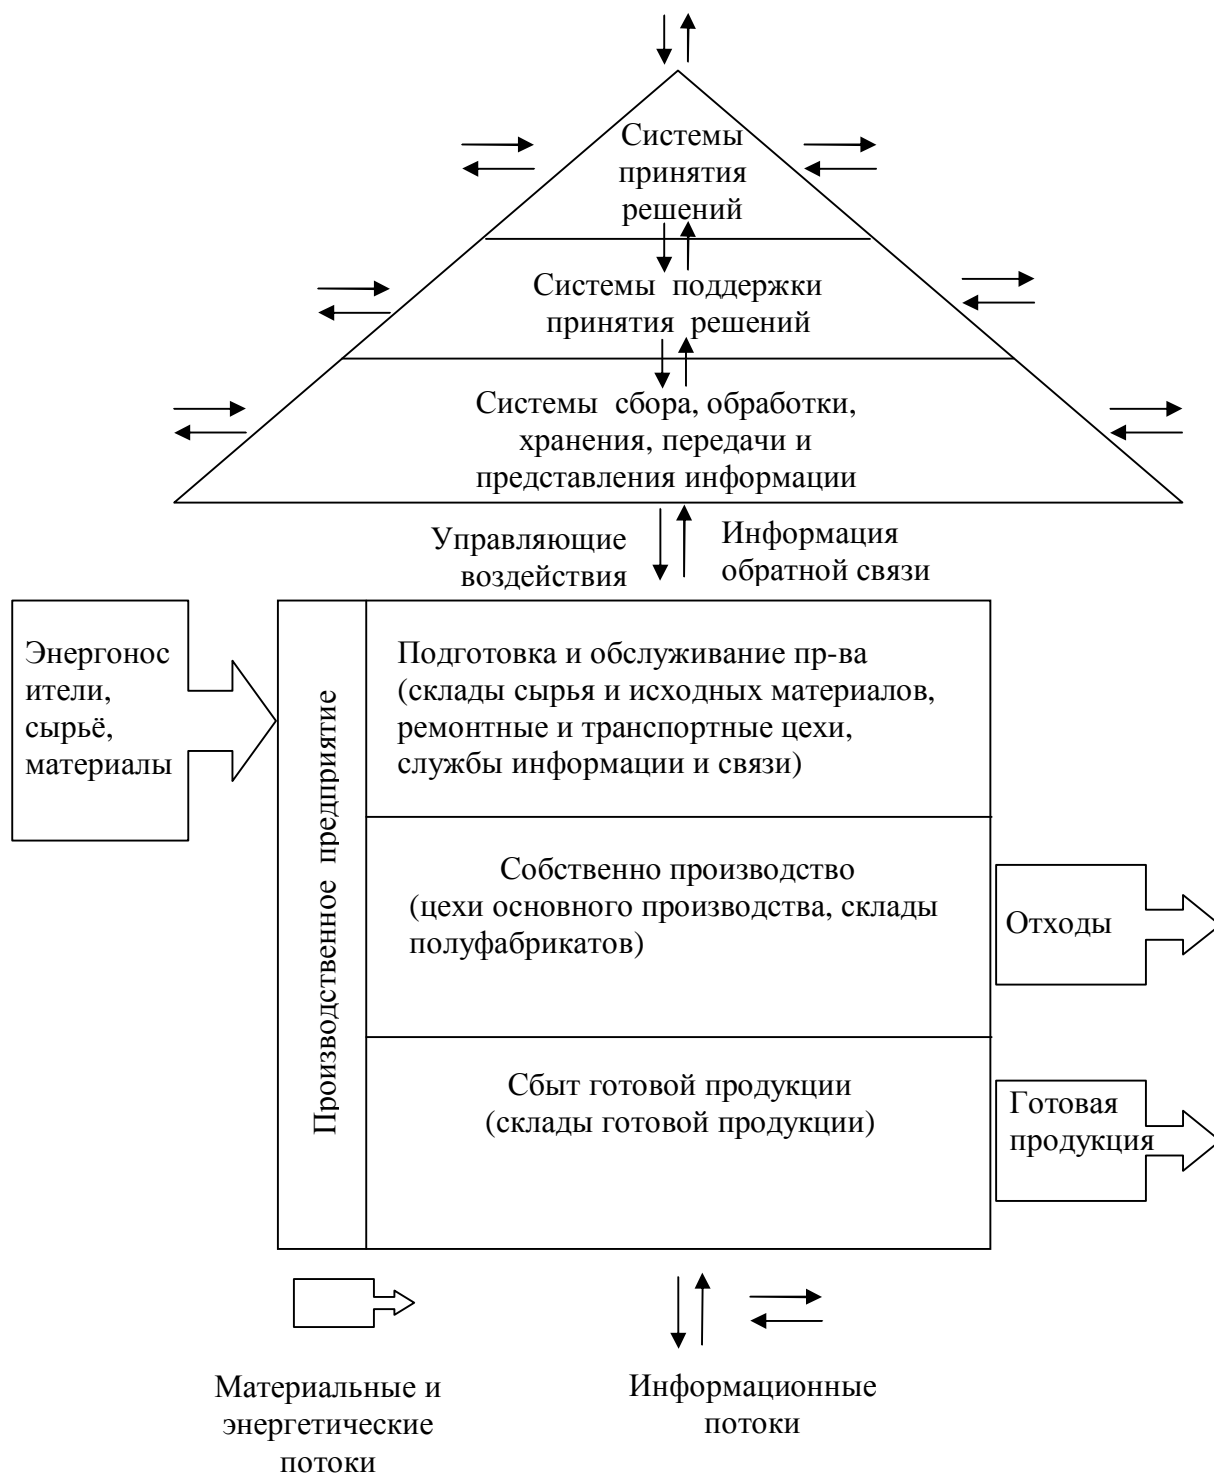 Системы
принятия
решений
Системы поддержки
принятия решений
Системы сбора, обработки,
хранения, передачи и
представления информации
Управляющие
воздействия
Информация
обратной связи
Энергонос
ители,
сырьё,
материалы
Производственное предприятие
Подготовка и обслуживание пр-ва
(склады сырья и исходных материалов,
ремонтные и транспортные цехи,
службы информации и связи)
Собственно производство
(цехи основного производства, склады
полуфабрикатов)
Отходы
Сбыт готовой продукции
(склады готовой продукции)
Готовая
продукция
Материальные и
энергетические
потоки
Информационные
потоки